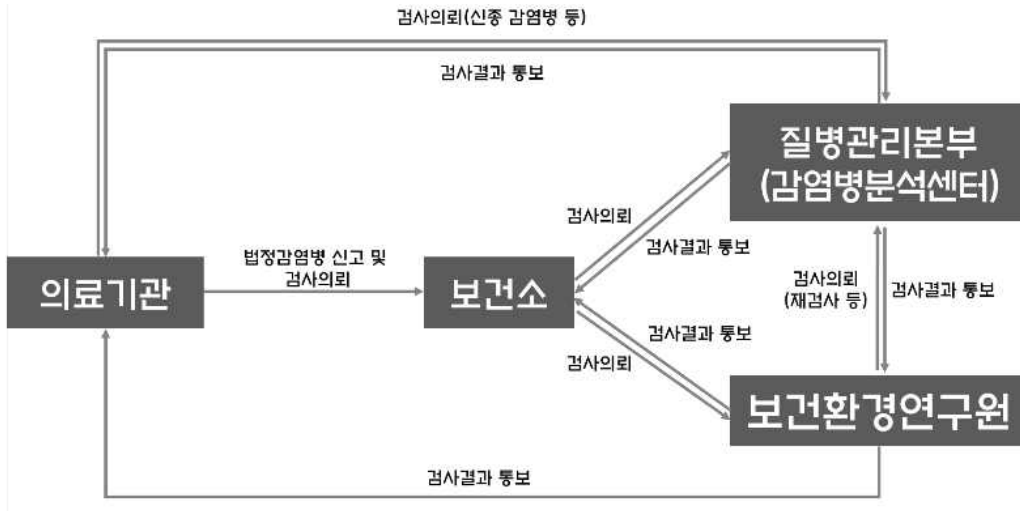 검사의뢰(신종 감염병 등)
검사결과 통보
질병관리본부
(감염병분석센터)
검사의뢰
검사결과 통보
법정감염병 신고 및
검사의뢰
의료기관
보건소
검사의뢰
(재검사 등)
검사결과 통보
검사결과 통보
검사의뢰
보건환경연구원
검사결과 통보